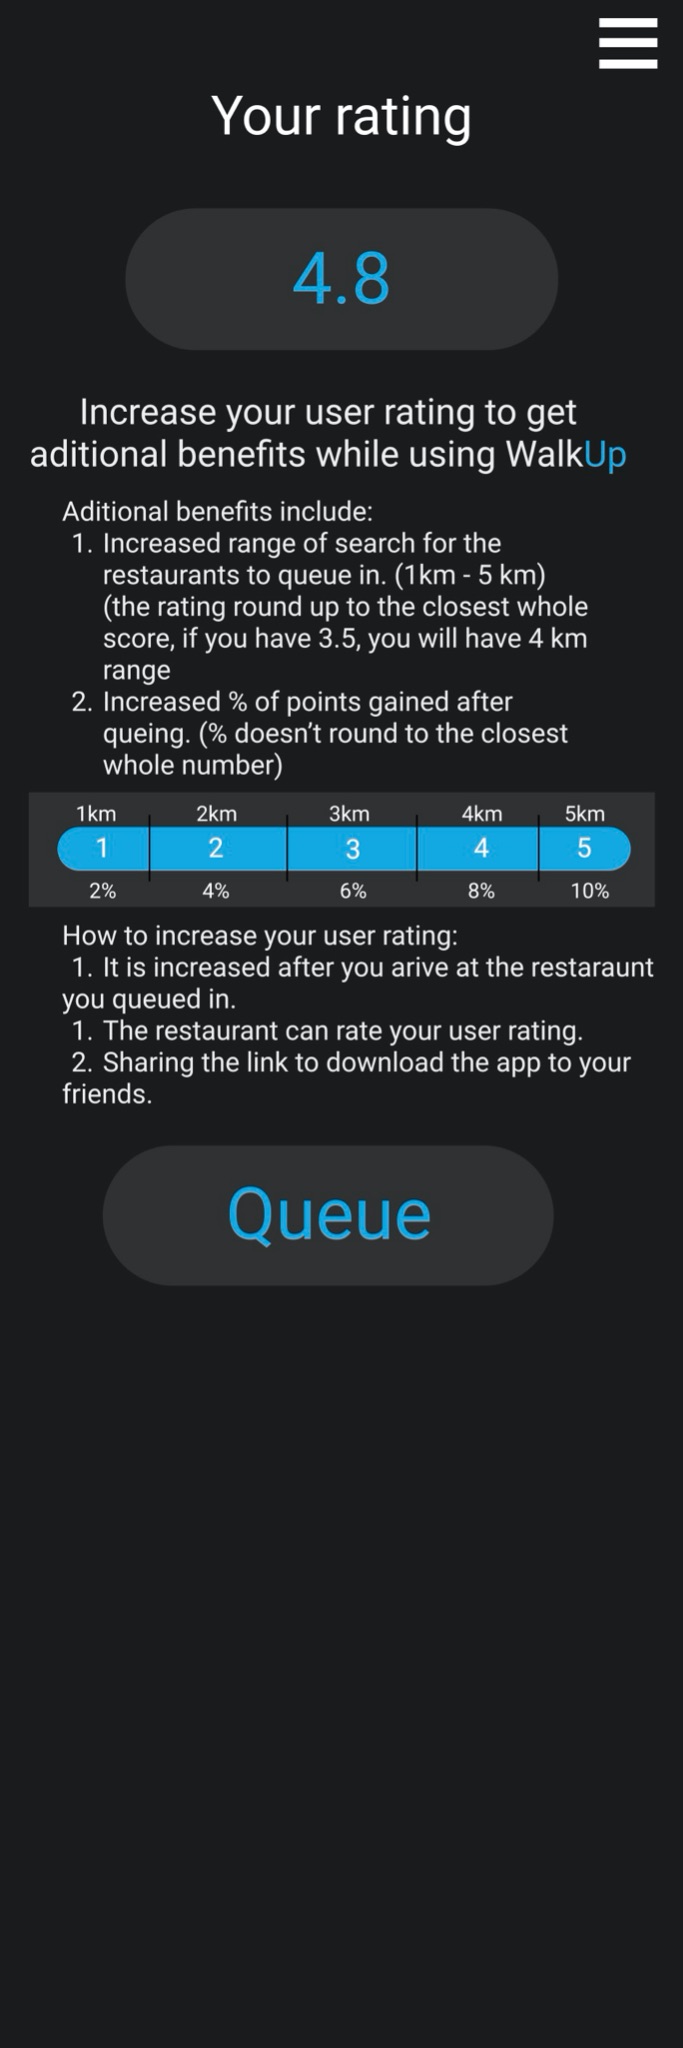 Your rating
4.8
Increase your user rating to get
aditional benefits while using WalkUp
Aditional benefits include:
1. Increased range of search for the
restaurants to queue in. (1km - 5 km)
(the rating round up to the closest whole
score, if you have 3.5, you will have 4 km
range
2. Increased % of points gained after
queing. (% doesn't round to the closest
whole number)
1km 2km 3km 4km 5km
1 2 3 4 5
2% 4% 6% 8% 10%
How to increase your user rating:
1. It is increased after you arive at the restaraunt
you queued in.
1. The restaurant can rate your user rating.
2. Sharing the link to download the app to your
friends.
Queue